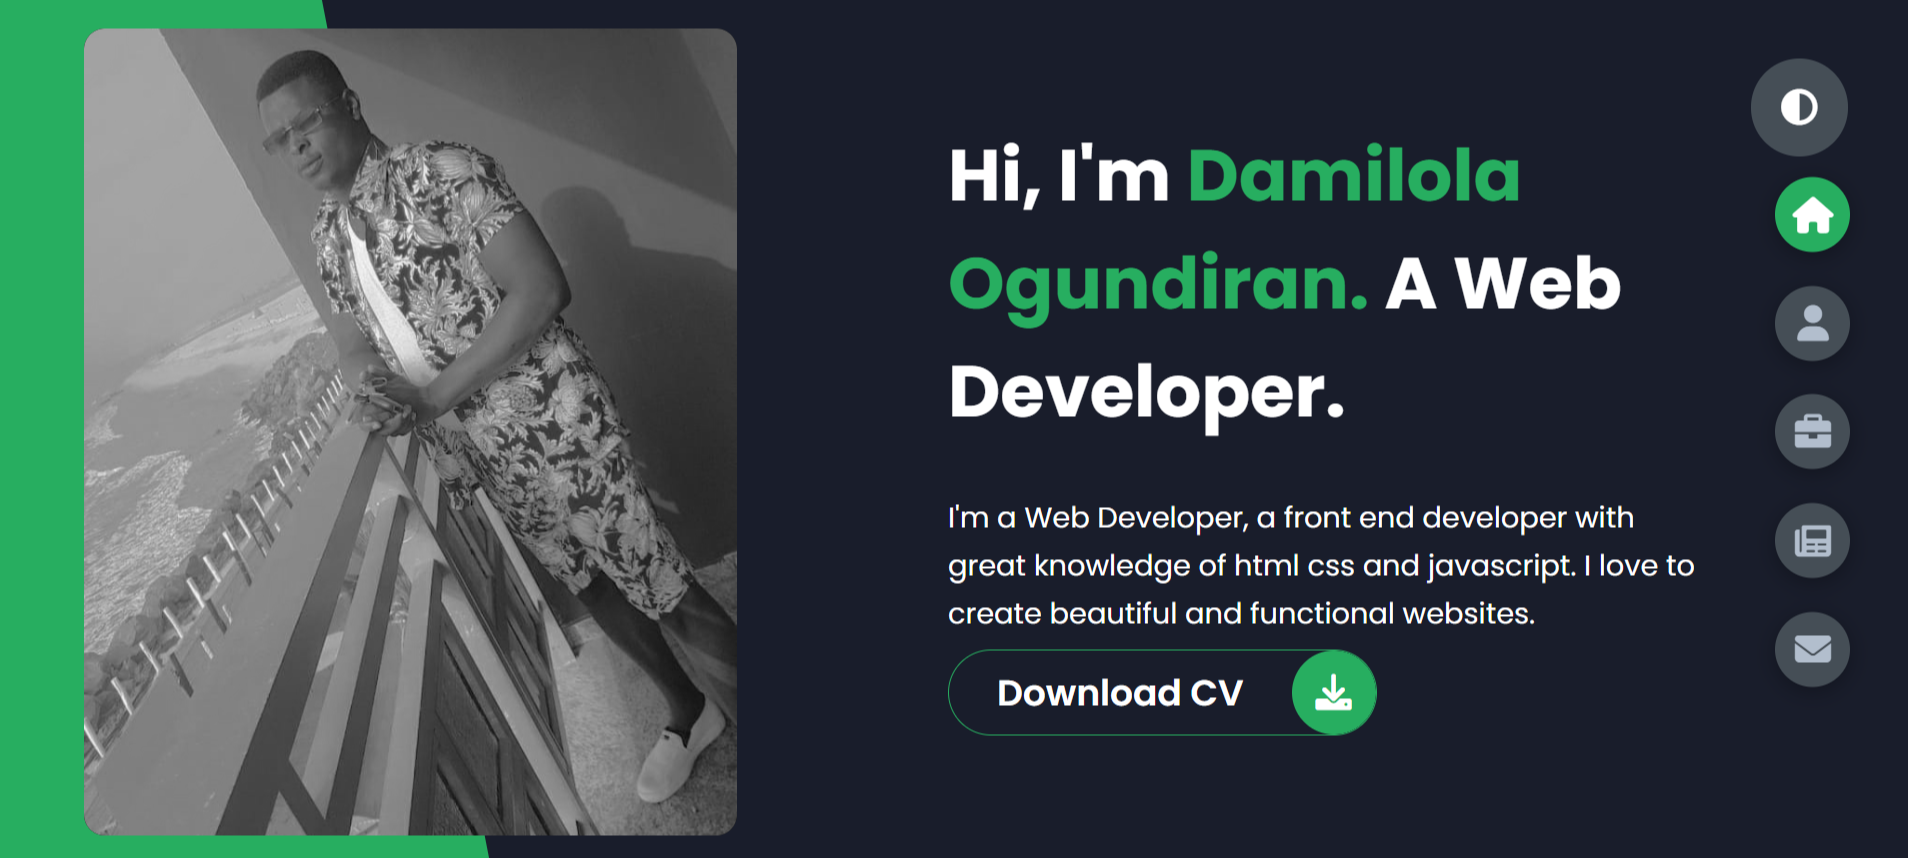 Hi, I'm Damilola
Ogundiran. A Web
Developer.
I'm a Web Developer, a front end developer with
great knowledge of html css and javascript. I love to
create beautiful and functional websites.
Download CV